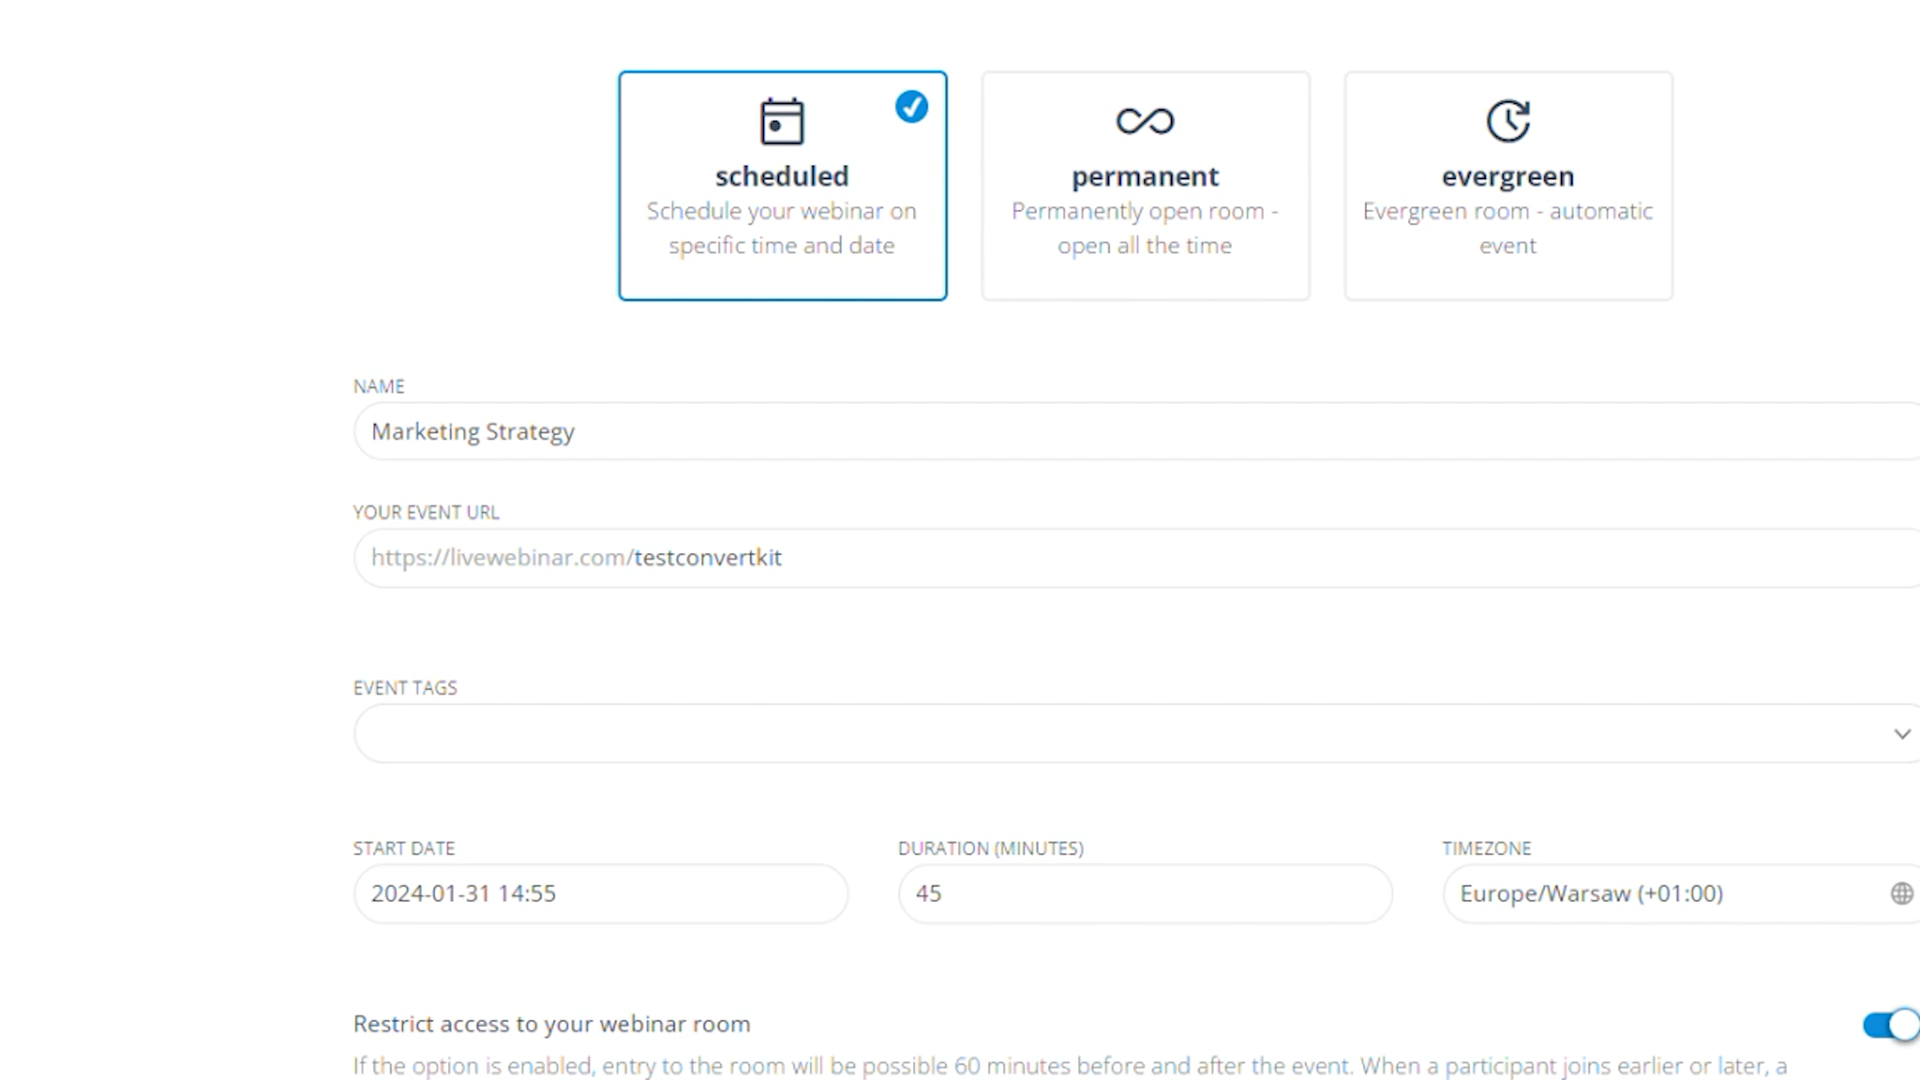 scheduled
Schedule your webinar on
specific time and date
permanent
Permanently open room -
open all the time
evergreen
Evergreen room - automatic
event
NAME
Marketing Strategy
YOUR EVENT URL
https://livewebinar.com/testconvertkit
EVENT TAGS
START DATE
2024-01-31 14:55
DURATION (MINUTES)
45
TIMEZONE
Europe/Warsaw (+01:00)
Restrict access to your webinar room
If the option is enabled, entry to the room will be possible 60 minutes before and after the event. When a participant joins earlier or later, a